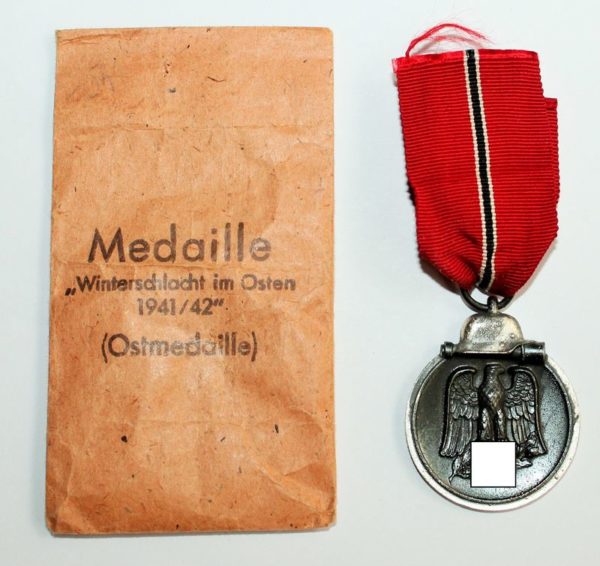 Medaille
„Winterschlacht im Osten
1941/42"
(Ostmedaille)